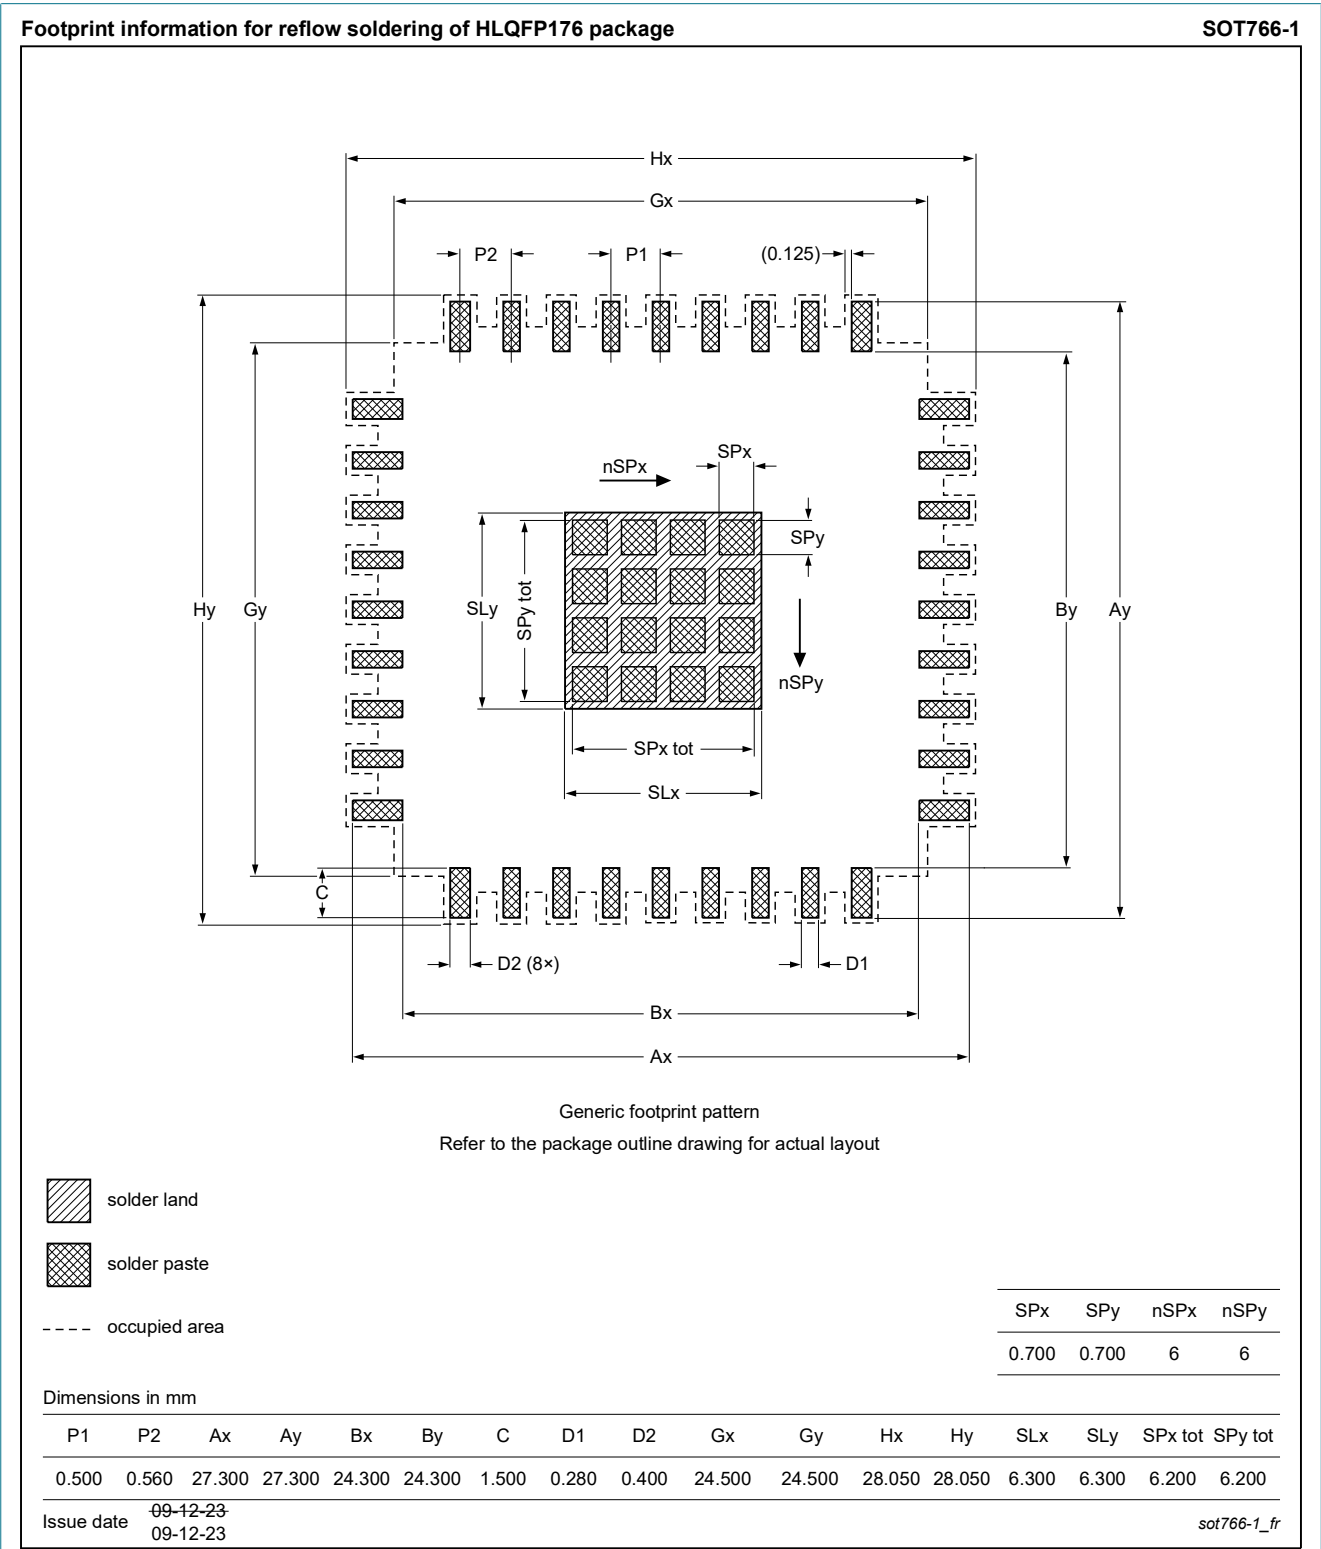 Footprint information for reflow soldering of HLQFP176 package SOT766-1
Hx
Gx
P2 P1 (0.125)
SPx
nSPx
SPy
SPy tot
SLy
Hy Gy By Ay
nSPy
SPx tot
SLx
C
D2 (8×) D1
Bx
Ax
Generic footprint pattern
Refer to the package outline drawing for actual layout
solder land
solder paste
occupied area
SPx SPy nSPx nSPy
0.700 0.700 6 6
Dimensions in mm
P1 P2 Ax Ay Bx By C D1 D2 Gx Gy Hx Hy SLx SLy SPx tot SPy tot
0.500 0.560 27.300 27.300 24.300 24.300 1.500 0.280 0.400 24.500 24.500 28.050 28.050 6.300 6.300 6.200 6.200
Issue date 09-12-23
09-12-23
sot766-1_fr